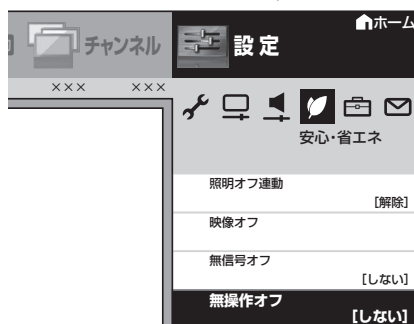 ホーム
チャンネル
設定
××× ×××
安心・省エネ
照明オフ連動
[解除]
映像オフ
無信号オフ
[しない]
無操作オフ
[しない]